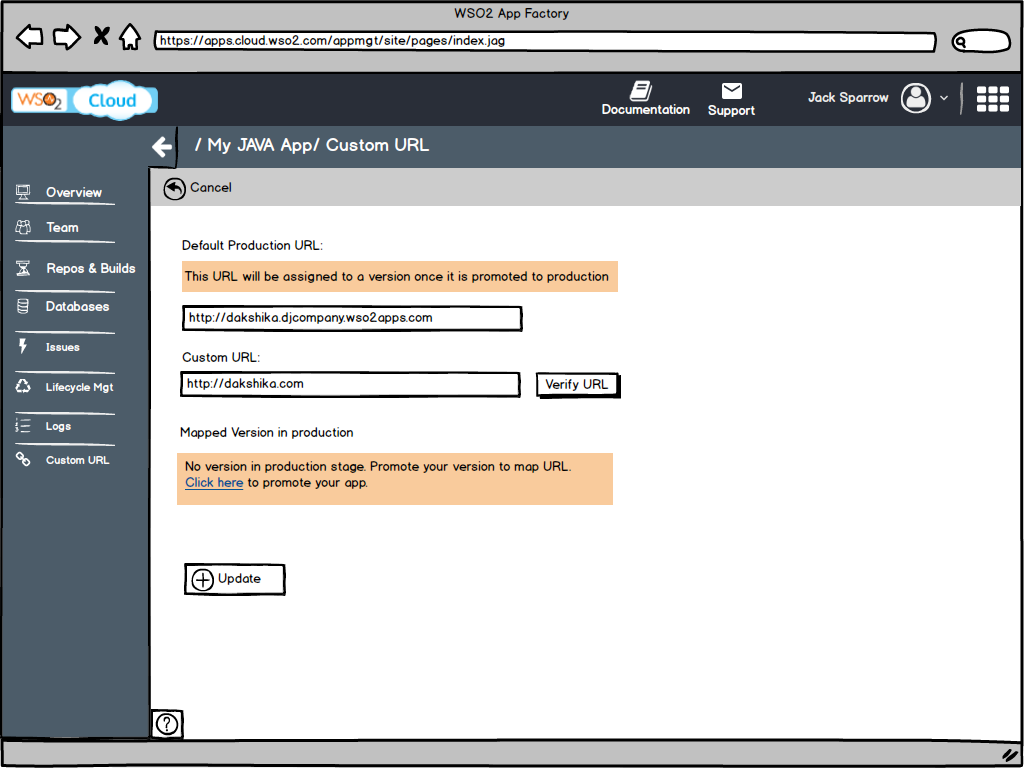 WSO2 App Factory
https://apps.cloud.wso2.com/appmgt/site/pages/index.jag
WSO2 Cloud
Documentation
Support
Jack Sparrow
/ My JAVA App/ Custom URL
Cancel
Overview
Team
Repos & Builds
Databases
Issues
Lifecycle Mgt
Logs
Custom URL
Default Production URL:
This URL will be assigned to a version once it is promoted to production
http://dakshika.djcompany.wso2apps.com
Custom URL:
http://dakshika.com
Verify URL
Mapped Version in production
No version in production stage. Promote your version to map URL.
Click here to promote your app.
Update
?